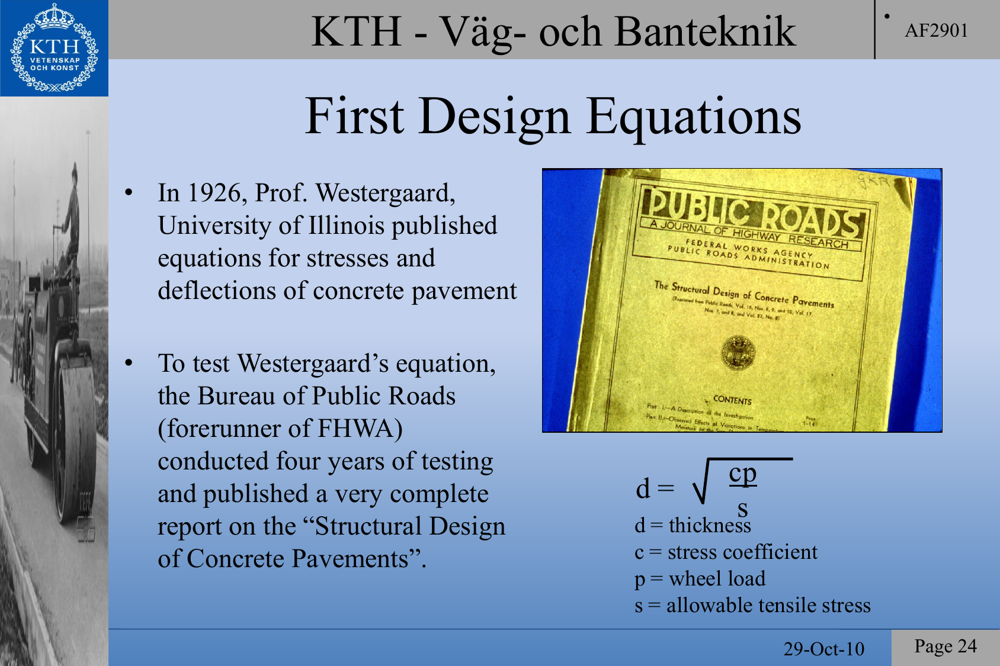 KTH
VETENSKAP
OCH KONST
KTH - Väg- och Banteknik
•
AF2901
First Design Equations
• In 1926, Prof. Westergaard,
University of Illinois published
equations for stresses and
deflections of concrete pavement
• To test Westergaard’s equation,
the Bureau of Public Roads
(forerunner of FHWA)
conducted four years of testing
and published a very complete
report on the “Structural Design
of Concrete Pavements”.
GKR
PUBLIC ROADS
A JOURNAL OF HIGHWAY RESEARCH
FEDERAL WORKS AGENCY
PUBLIC ROADS ADMINISTRATION
The Structural Design of Concrete Pavements
(Reprinted from Public Roads, Vol. 16, Nos. 8, 9, and 10, Vol. 17,
Nos. 7, and 8, and Vol. 23, No. 8)
CONTENTS
Page
Part I.—A Description of the Investigation 1-14
Part II.—Observed Effects of Variations in Temperature
Moisture on the
d = √
cp
s
d = thickness
c = stress coefficient
p = wheel load
s = allowable tensile stress
29-Oct-10
Page 24